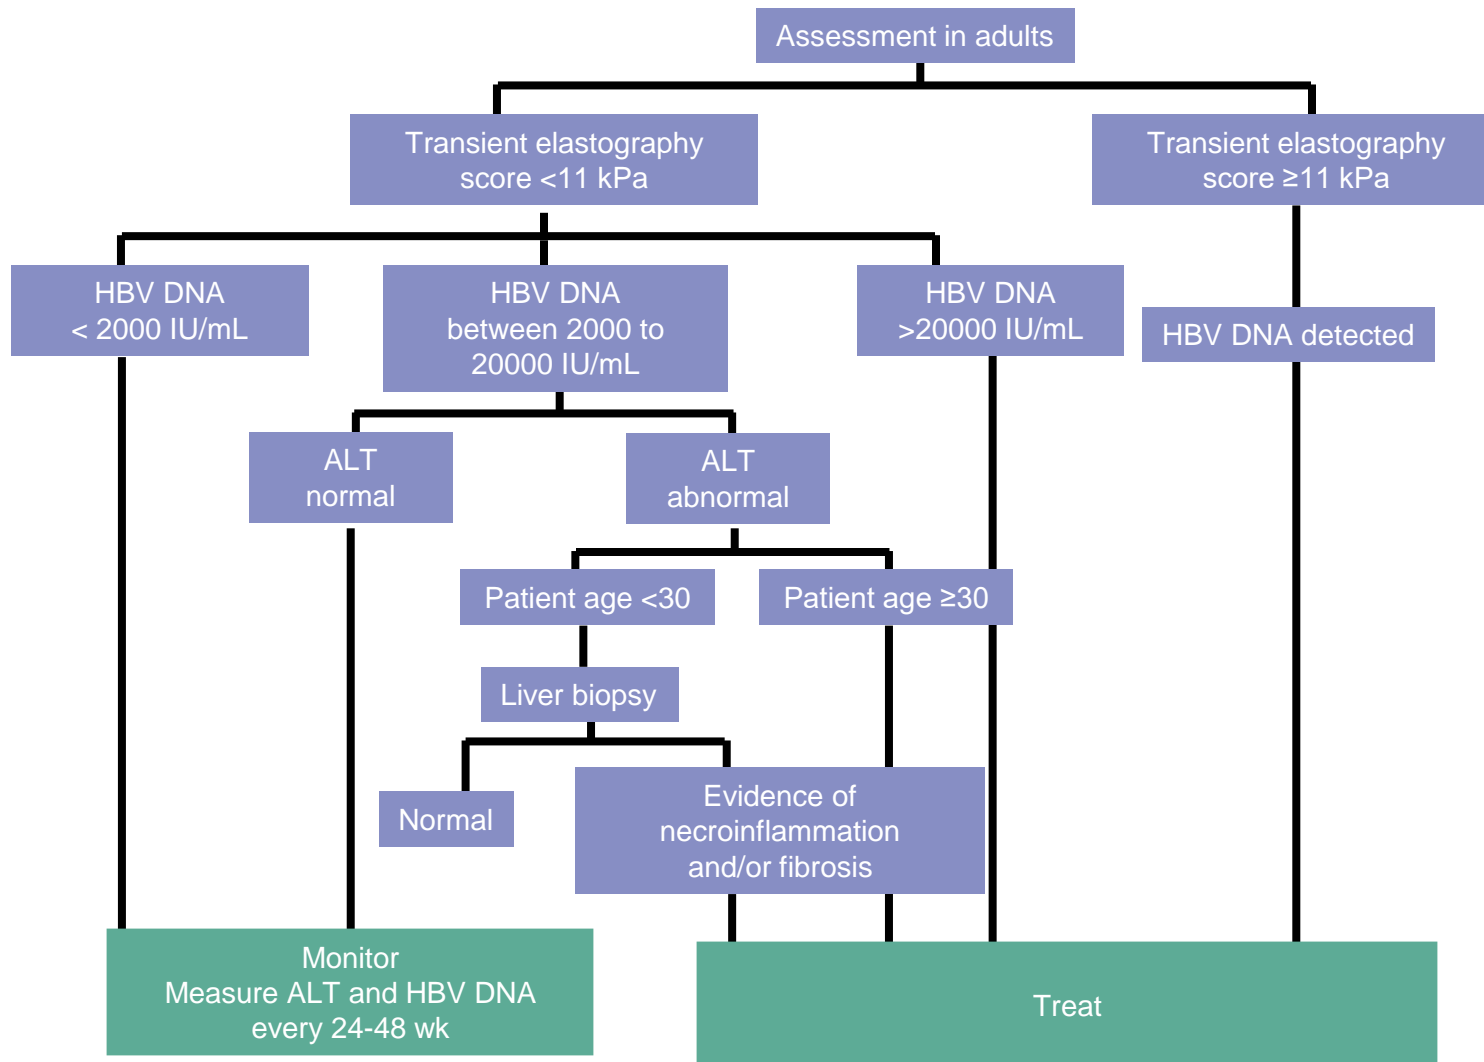 Assessment in adults
Transient elastography
score <11 kPa
Transient elastography
score ≥11 kPa
HBV DNA
< 2000 IU/mL
HBV DNA
between 2000 to
20000 IU/mL
HBV DNA
>20000 IU/mL
HBV DNA detected
ALT
normal
ALT
abnormal
Patient age <30
Patient age ≥30
Liver biopsy
Normal
Evidence of
necroinflammation
and/or fibrosis
Monitor
Measure ALT and HBV DNA
every 24-48 wk
Treat